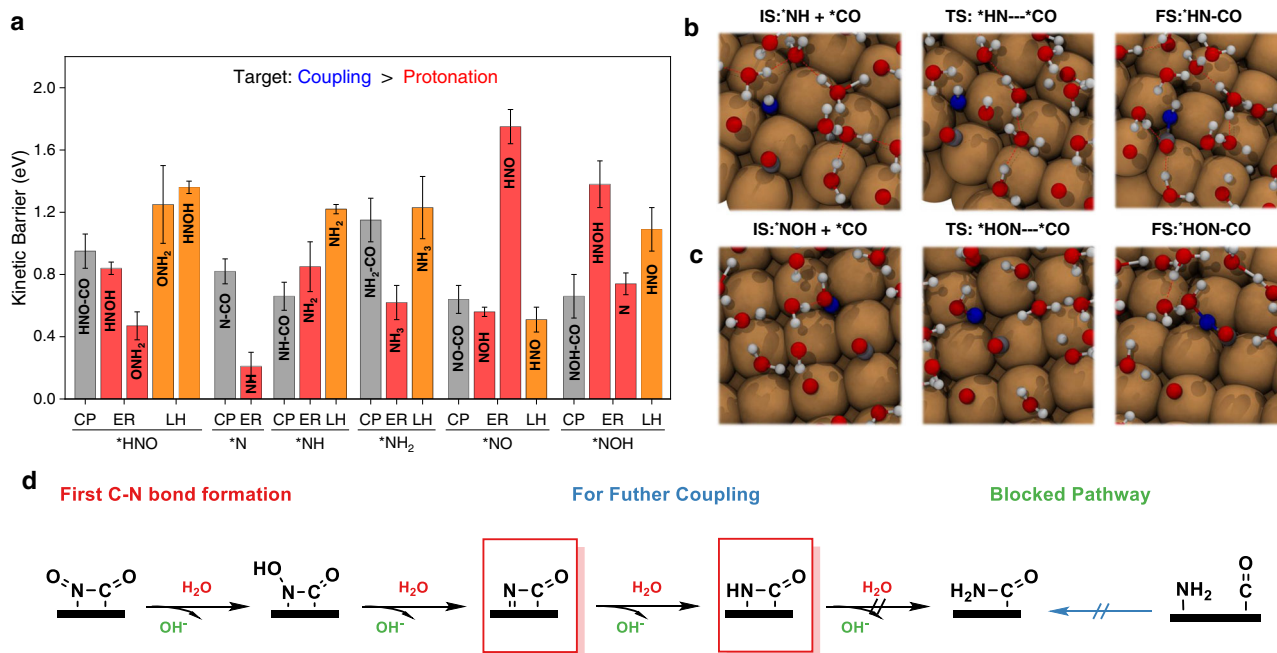 a
Target: Coupling > Protonation
Kinetic Barrier (eV)
2.0
1.6
1.2
0.8
0.4
0.0
HNO-CO
HNOH
ONH₂
ONH₂
HNOH
N-CO
NH
NH-CO
NH₂
NH₂
NH₂-CO
NH₃
NH₃
NO-CO
NOH
HNO
HNO
NOH-CO
HNOH
N
HNO
CP ER LH CP ER CP ER LH CP ER LH CP ER LH CP ER LH
*HNO *N *NH *NH₂ *NO *NOH
b
IS:*NH + *CO TS: *HN---*CO FS:*HN-CO
c
IS:*NOH + *CO TS: *HON---*CO FS:*HON-CO
d
First C-N bond formation For Futher Coupling Blocked Pathway
O N C O
H₂O
OH⁻
HO N C O
H₂O
OH⁻
N C O
H₂O
OH⁻
HN C O
H₂O
OH⁻
H₂N C O
NH₂ C O